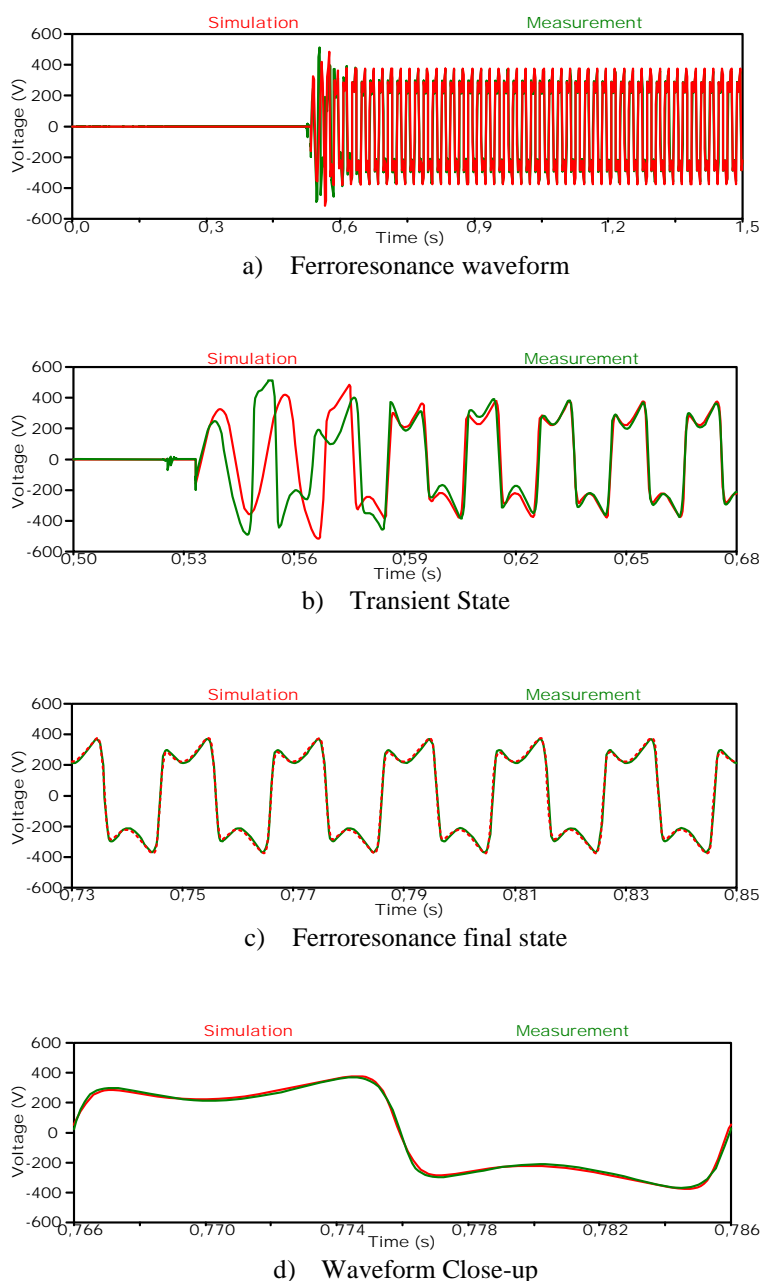 Simulation Measurement
600
400
200
0
-200
-400
-600
Voltage (V)
0,0 0,3 0,6 0,9 1,2 1,5
Time (s)
a) Ferroresonance waveform
Simulation Measurement
600
400
200
0
-200
-400
-600
Voltage (V)
0,50 0,53 0,56 0,59 0,62 0,65 0,68
Time (s)
b) Transient State
Simulation Measurement
600
400
200
0
-200
-400
-600
Voltage (V)
0,73 0,75 0,77 0,79 0,81 0,83 0,85
Time (s)
c) Ferroresonance final state
Simulation Measurement
600
400
200
0
-200
-400
-600
Voltage (V)
0,766 0,770 0,774 0,778 0,782 0,786
Time (s)
d) Waveform Close-up